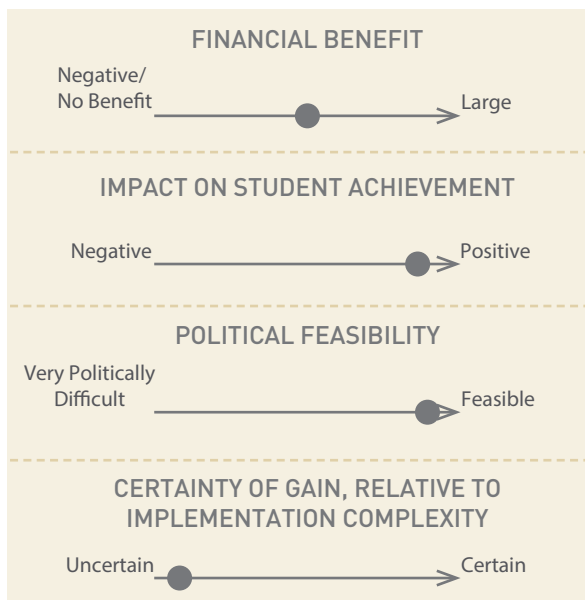 FINANCIAL BENEFIT
Negative/
No Benefit
Large
IMPACT ON STUDENT ACHIEVEMENT
Negative
Positive
POLITICAL FEASIBILITY
Very Politically
Difficult
Feasible
CERTAINTY OF GAIN, RELATIVE TO
IMPLEMENTATION COMPLEXITY
Uncertain
Certain